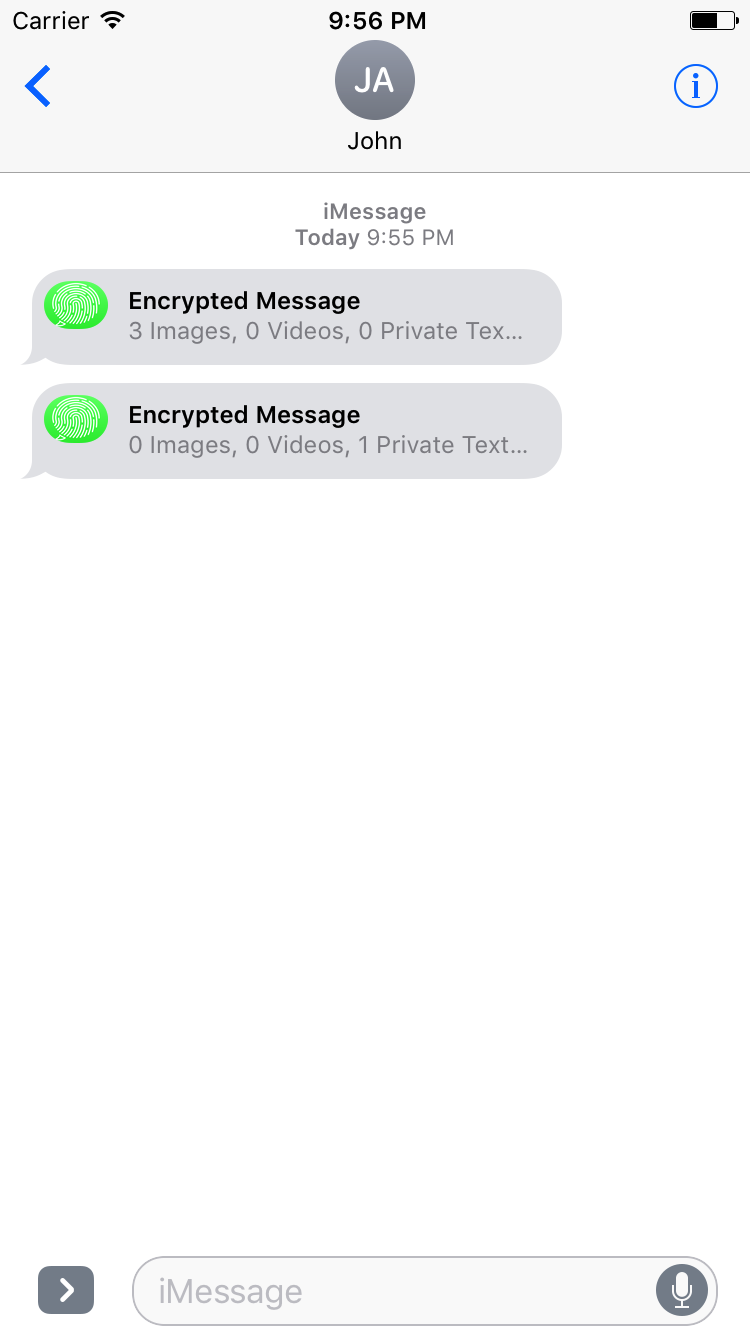 Carrier 9:56 PM
JA
John
iMessage
Today 9:55 PM
Encrypted Message
3 Images, 0 Videos, 0 Private Tex...
Encrypted Message
0 Images, 0 Videos, 1 Private Text...
iMessage